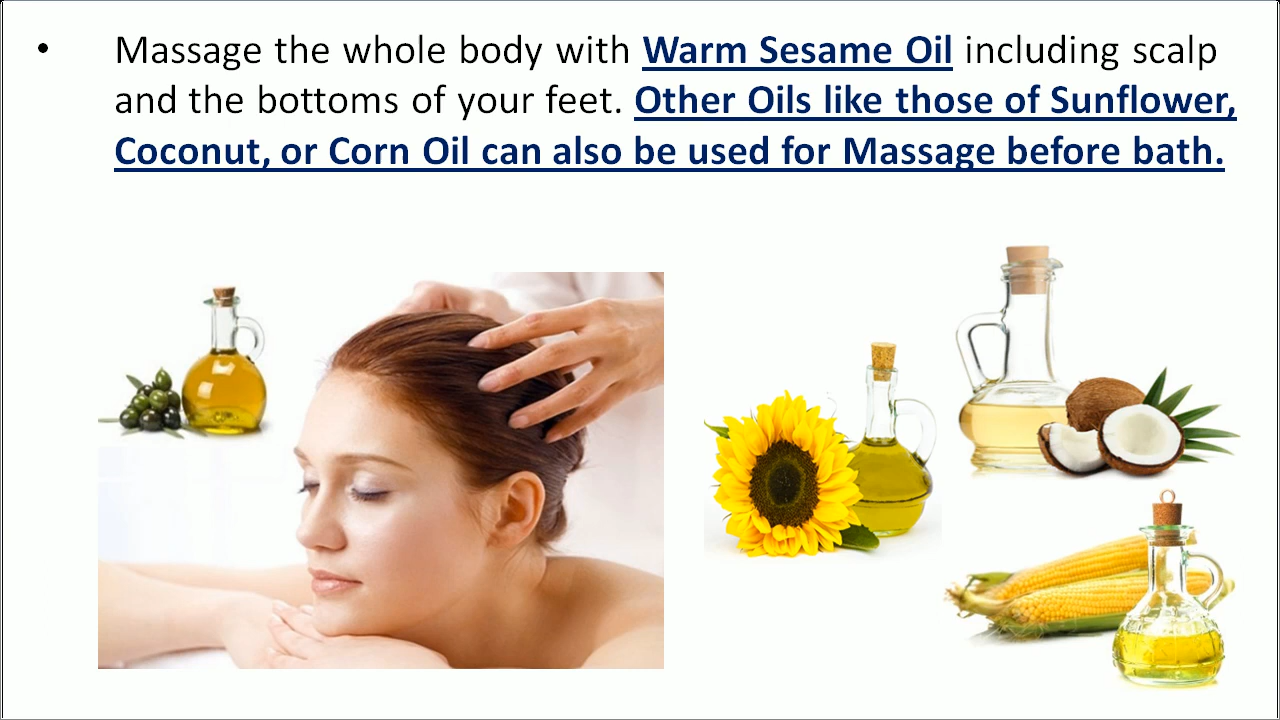 • Massage the whole body with Warm Sesame Oil including scalp
and the bottoms of your feet. Other Oils like those of Sunflower,
Coconut, or Corn Oil can also be used for Massage before bath.